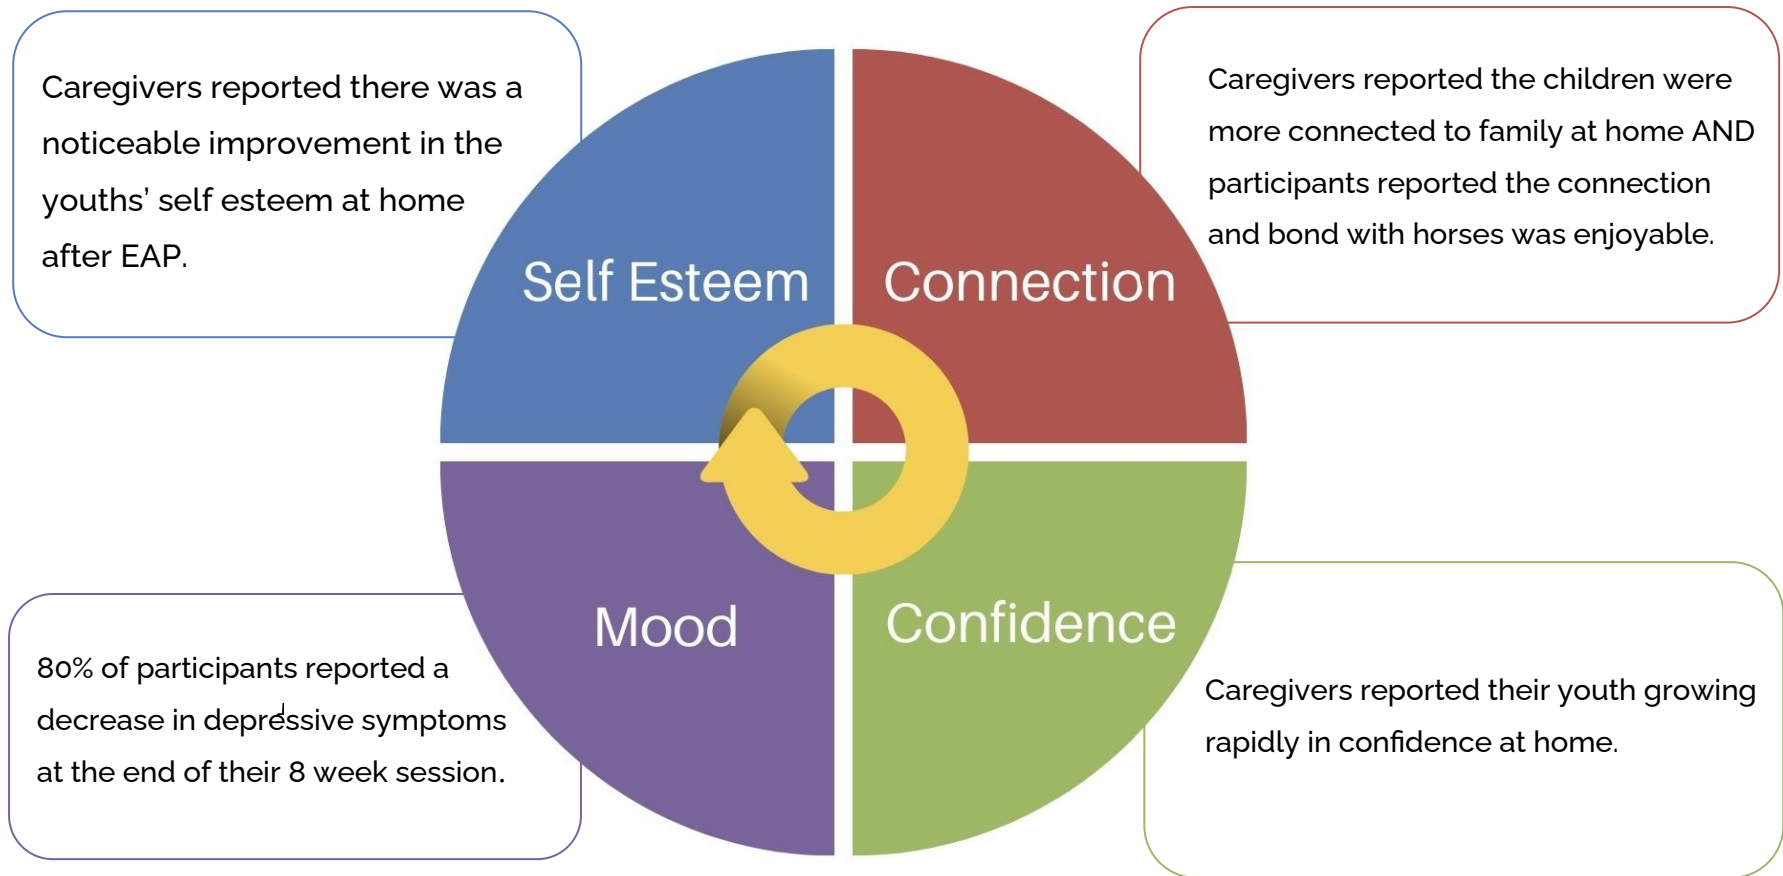 Caregivers reported there was a
noticeable improvement in the
youths’ self esteem at home
after EAP.
Caregivers reported the children were
more connected to family at home AND
participants reported the connection
and bond with horses was enjoyable.
Self Esteem
Connection
Mood
Confidence
80% of participants reported a
decrease in depressive symptoms
at the end of their 8 week session.
Caregivers reported their youth growing
rapidly in confidence at home.